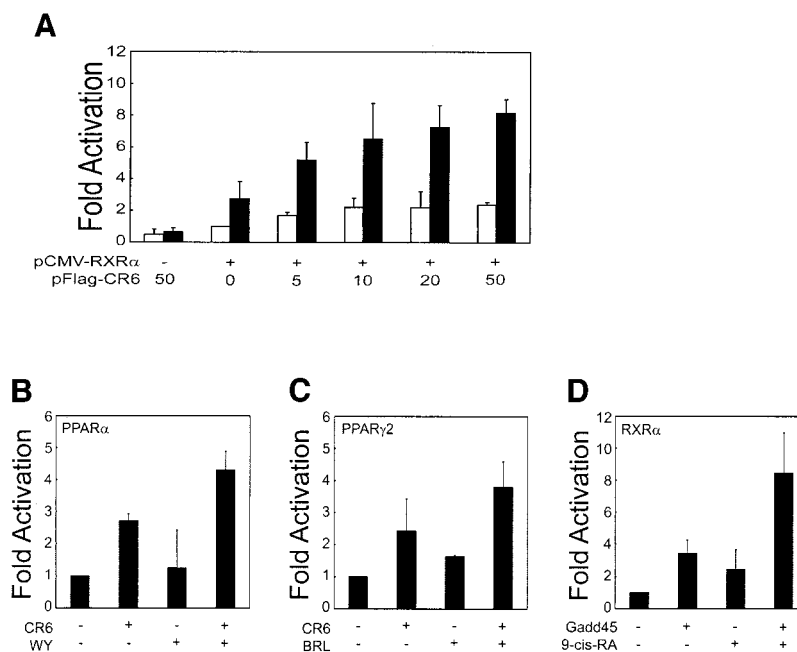 A
Fold Activation
12
10
8
6
4
2
0
pCMV-RXRα - + + + + +
pFlag-CR6 50 0 5 10 20 50
B
PPARα
Fold Activation
6
5
4
3
2
1
0
CR6 - + - +
WY - - + +
C
PPARγ2
Fold Activation
6
5
4
3
2
1
0
CR6 - + - +
BRL - - + +
D
RXRα
Fold Activation
12
10
8
6
4
2
0
Gadd45 - + - +
9-cis-RA - - + +